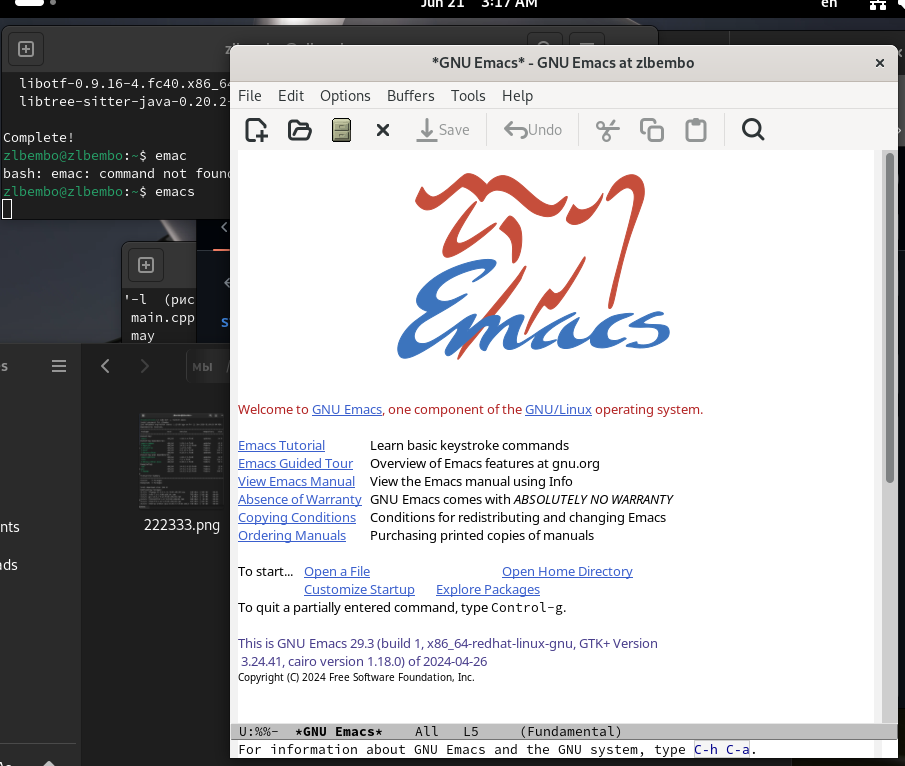 Jun 21 3:17 AM
en
libotf-0.9.16-4.fc40.x86_64
libtree-sitter-java-0.20.2-
Complete!
zlbembo@zlbembo:~$ emac
bash: emac: command not found
zlbembo@zlbembo:~$ emacs
'-l (рис
main.cpp
may
Мы /
222333.png
nts
ads
*GNU Emacs* - GNU Emacs at zlbembo
File Edit Options Buffers Tools Help
Save Undo
Emacs
Welcome to GNU Emacs, one component of the GNU/Linux operating system.
Emacs Tutorial Learn basic keystroke commands
Emacs Guided Tour Overview of Emacs features at gnu.org
View Emacs Manual View the Emacs manual using Info
Absence of Warranty GNU Emacs comes with ABSOLUTELY NO WARRANTY
Copying Conditions Conditions for redistributing and changing Emacs
Ordering Manuals Purchasing printed copies of manuals
To start... Open a File Open Home Directory
Customize Startup Explore Packages
To quit a partially entered command, type Control-g.
This is GNU Emacs 29.3 (build 1, x86_64-redhat-linux-gnu, GTK+ Version
3.24.41, cairo version 1.18.0) of 2024-04-26
Copyright (C) 2024 Free Software Foundation, Inc.
U:%%- *GNU Emacs* All L5 (Fundamental)
For information about GNU Emacs and the GNU system, type C-h C-a.